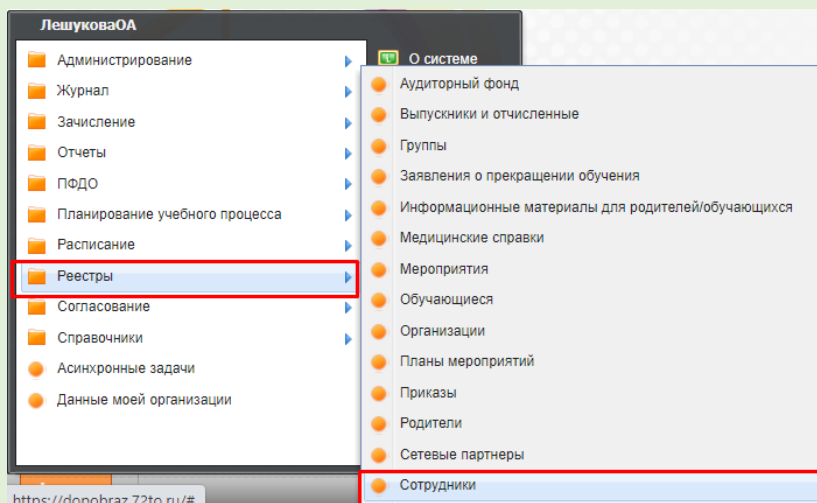 ЛешуковаОА
Администрирование
Журнал
Зачисление
Отчеты
ПФДО
Планирование учебного процесса
Расписание
Реестры
Согласование
Справочники
Асинхронные задачи
Данные моей организации
О системе
Аудиторный фонд
Выпускники и отчисленные
Группы
Заявления о прекращении обучения
Информационные материалы для родителей/обучающихся
Медицинские справки
Мероприятия
Обучающиеся
Организации
Планы мероприятий
Приказы
Родители
Сетевые партнеры
Сотрудники
https://dopobraz.72to.ru/#